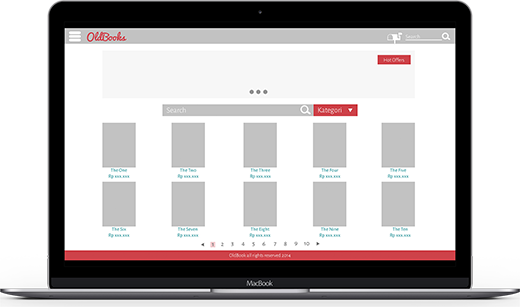 OldBooks
Search
Hot Offers
Search
Kategori
The One
The Two
The Three
The Four
The Five
Rp xxx.xxx
Rp xxx.xxx
Rp xxx.xxx
Rp xxx.xxx
Rp xxx.xxx
The Six
The Seven
The Eight
The Nine
The Ten
Rp xxx.xxx
Rp xxx.xxx
Rp xxx.xxx
Rp xxx.xxx
Rp xxx.xxx
1 2 3 4 5 6 7 8 9 10
OldBook all rights reserved 2014
MacBook